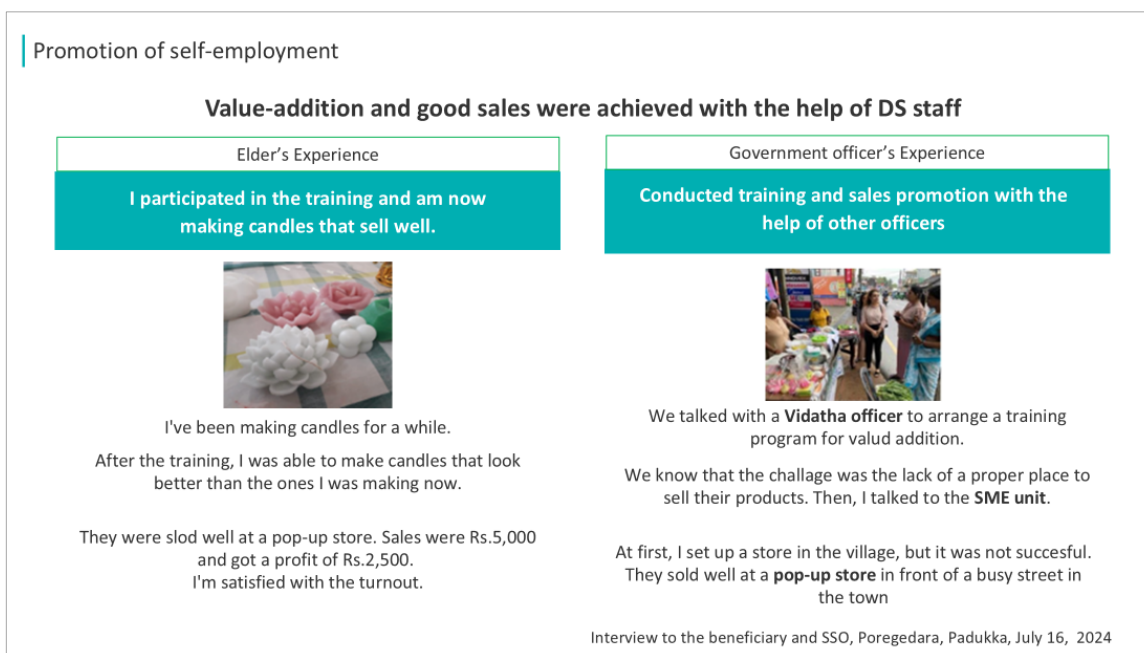 Promotion of self-employment
Value-addition and good sales were achieved with the help of DS staff
Elder's Experience
I participated in the training and am now
making candles that sell well.
I've been making candles for a while.
After the training, I was able to make candles that look
better than the ones I was making now.
They were slod well at a pop-up store. Sales were Rs.5,000
and got a profit of Rs.2,500.
I'm satisfied with the turnout.
Government officer's Experience
Conducted training and sales promotion with the
help of other officers
We talked with a Vidatha officer to arrange a training
program for valud addition.
We know that the challage was the lack of a proper place to
sell their products. Then, I talked to the SME unit.
At first, I set up a store in the village, but it was not succesful.
They sold well at a pop-up store in front of a busy street in
the town
Interview to the beneficiary and SSO, Poregedara, Padukka, July 16, 2024